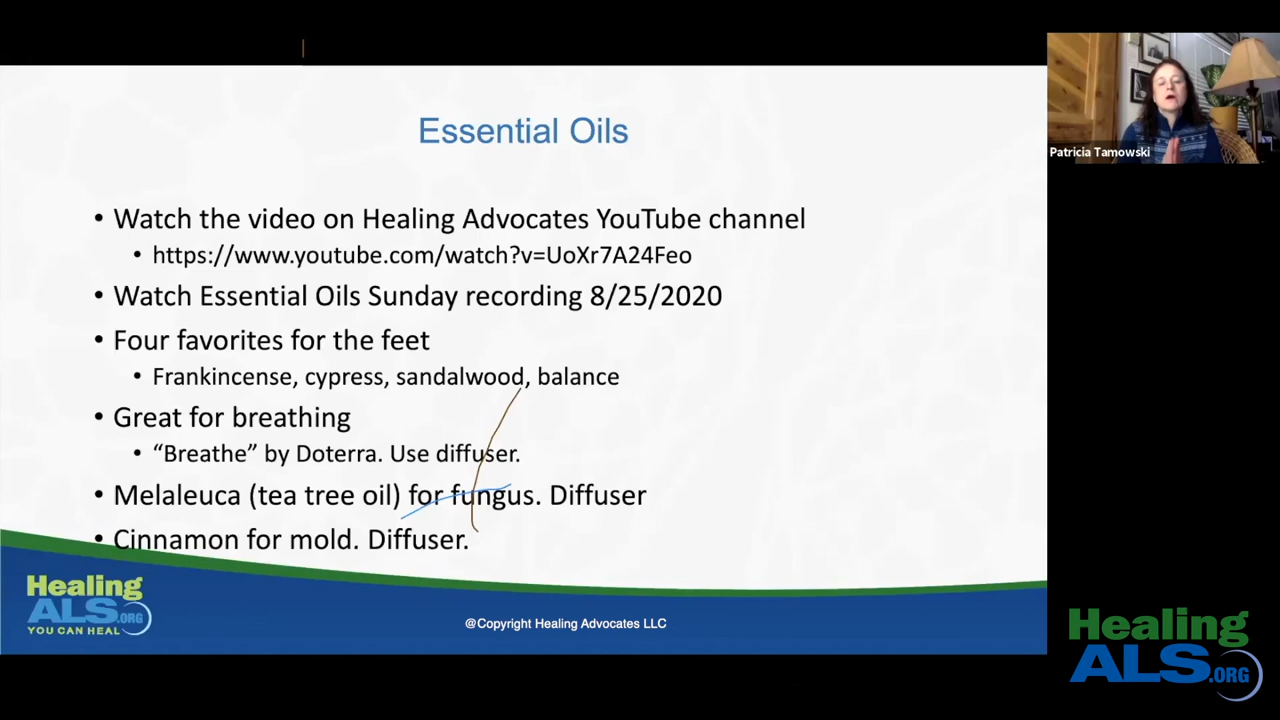 Essential Oils
• Watch the video on Healing Advocates YouTube channel
• https://www.youtube.com/watch?v=UoXr7A24Feo
• Watch Essential Oils Sunday recording 8/25/2020
• Four favorites for the feet
• Frankincense, cypress, sandalwood, balance
• Great for breathing
• “Breathe” by Doterra. Use diffuser.
• Melaleuca (tea tree oil) for fungus. Diffuser
• Cinnamon for mold. Diffuser.
Healing
ALS.ORG
YOU CAN HEAL
@Copyright Healing Advocates LLC
Patricia Tamowski
Healing
ALS.ORG